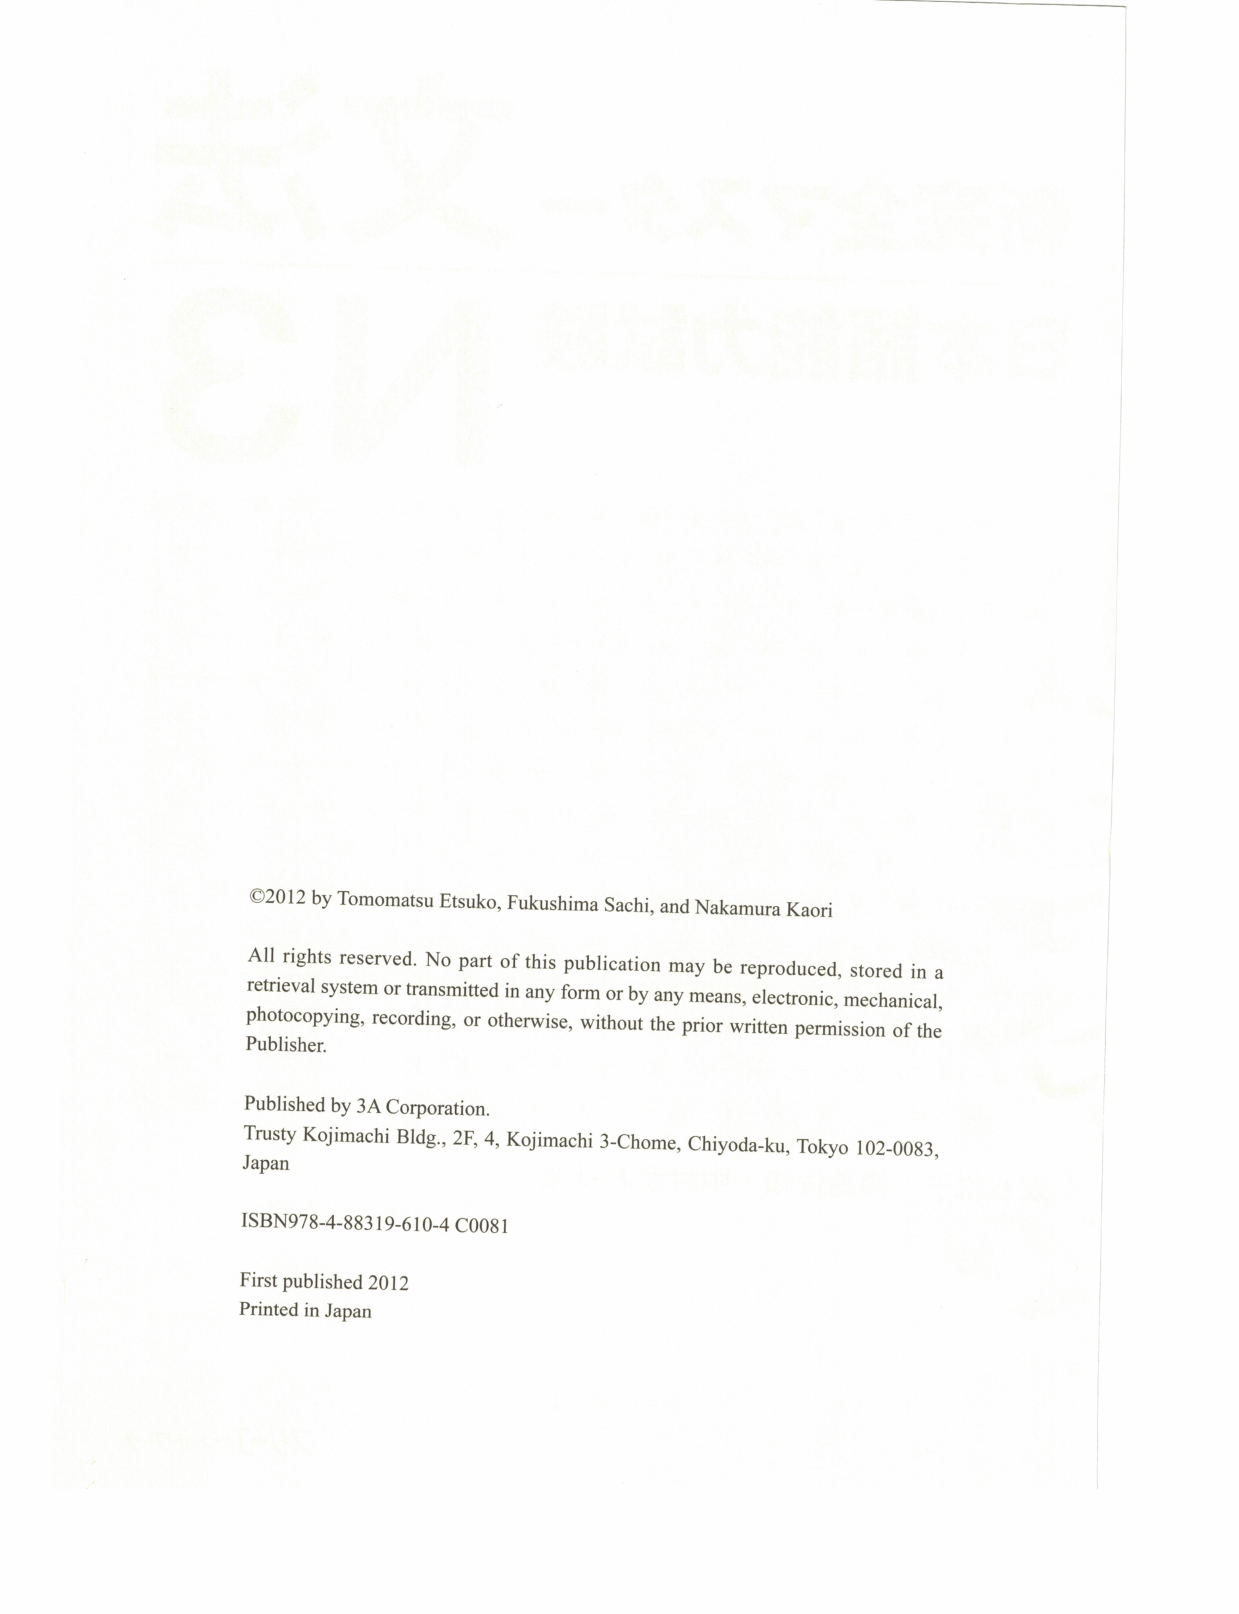 ©2012 by Tomomatsu Etsuko, Fukushima Sachi, and Nakamura Kaori
All rights reserved. No part of this publication may be reproduced, stored in a
retrieval system or transmitted in any form or by any means, electronic, mechanical,
photocopying, recording, or otherwise, without the prior written permission of the
Publisher.
Published by 3A Corporation.
Trusty Kojimachi Bldg., 2F, 4, Kojimachi 3-Chome, Chiyoda-ku, Tokyo 102-0083,
Japan
ISBN978-4-88319-610-4 C0081
First published 2012
Printed in Japan